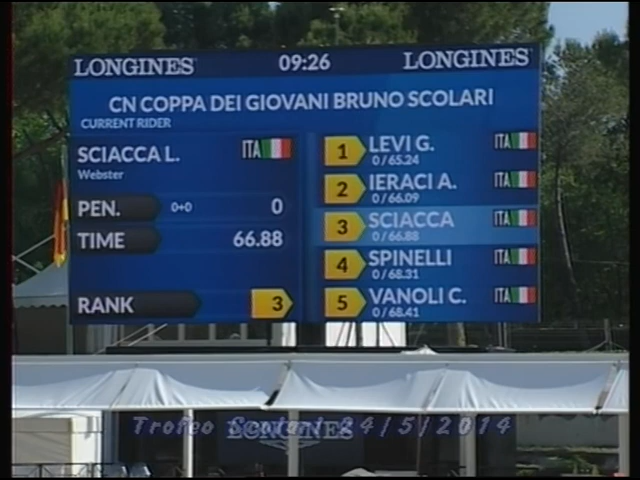 LONGINES 09:26 LONGINES
CN COPPA DEI GIOVANI BRUNO SCOLARI
CURRENT RIDER
SCIACCA L. ITA
Webster
PEN. 0+0 0
TIME 66.88
RANK 3
1 LEVI G. ITA
0/65.24
2 IERACI A. ITA
0/66.09
3 SCIACCA ITA
0/66.88
4 SPINELLI ITA
0/68.31
5 VANOLI C. ITA
0/68.41
Trofeo 24/5/2014
LONGINES